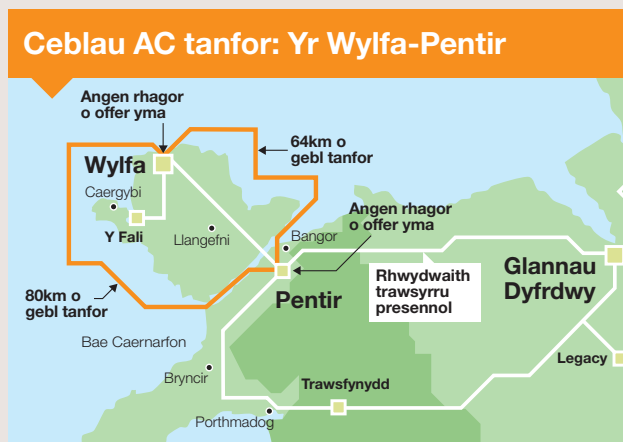 Ceblau AC tanfor: Yr Wylfa-Pentir
Angen rhagor
o offer yma
64km o
gebl tanfor
Wylfa
Caergybi
Y Fali
Llangefni
Angen rhagor
o offer yma
Bangor
Pentir
Rhwydwaith
trawsyrru
presennol
Glannau
Dyfrdwy
80km o
gebl tanfor
Bae Caernarfon
Bryncir
Trawsfynydd
Legacy
Porthmadog